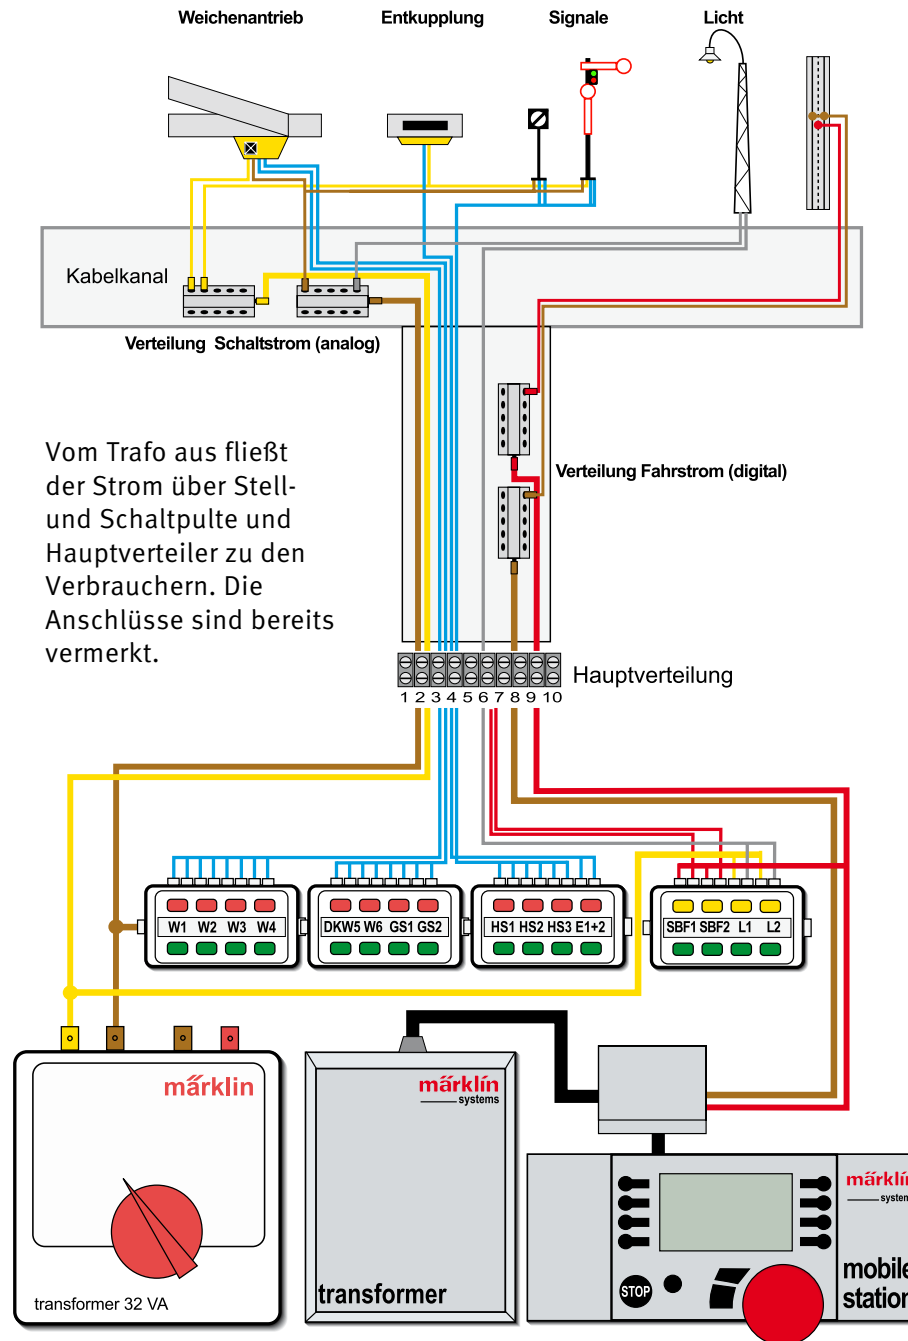 Weichenantrieb Entkupplung Signale Licht
Kabelkanal
Verteilung Schaltstrom (analog)
Vom Trafo aus fließt
der Strom über Stell-
und Schaltpulte und
Hauptverteiler zu den
Verbrauchern. Die
Anschlüsse sind bereits
vermerkt.
Verteilung Fahrstrom (digital)
Hauptverteilung
1 2 3 4 5 6 7 8 9 10
W1 W2 W3 W4
DKW5 W6 GS1 GS2
HS1 HS2 HS3 E1+2
SBF1 SBF2 L1 L2
märklin
transformer 32 VA
märklin
systems
transformer
märklin
systems
STOP
mobile
station